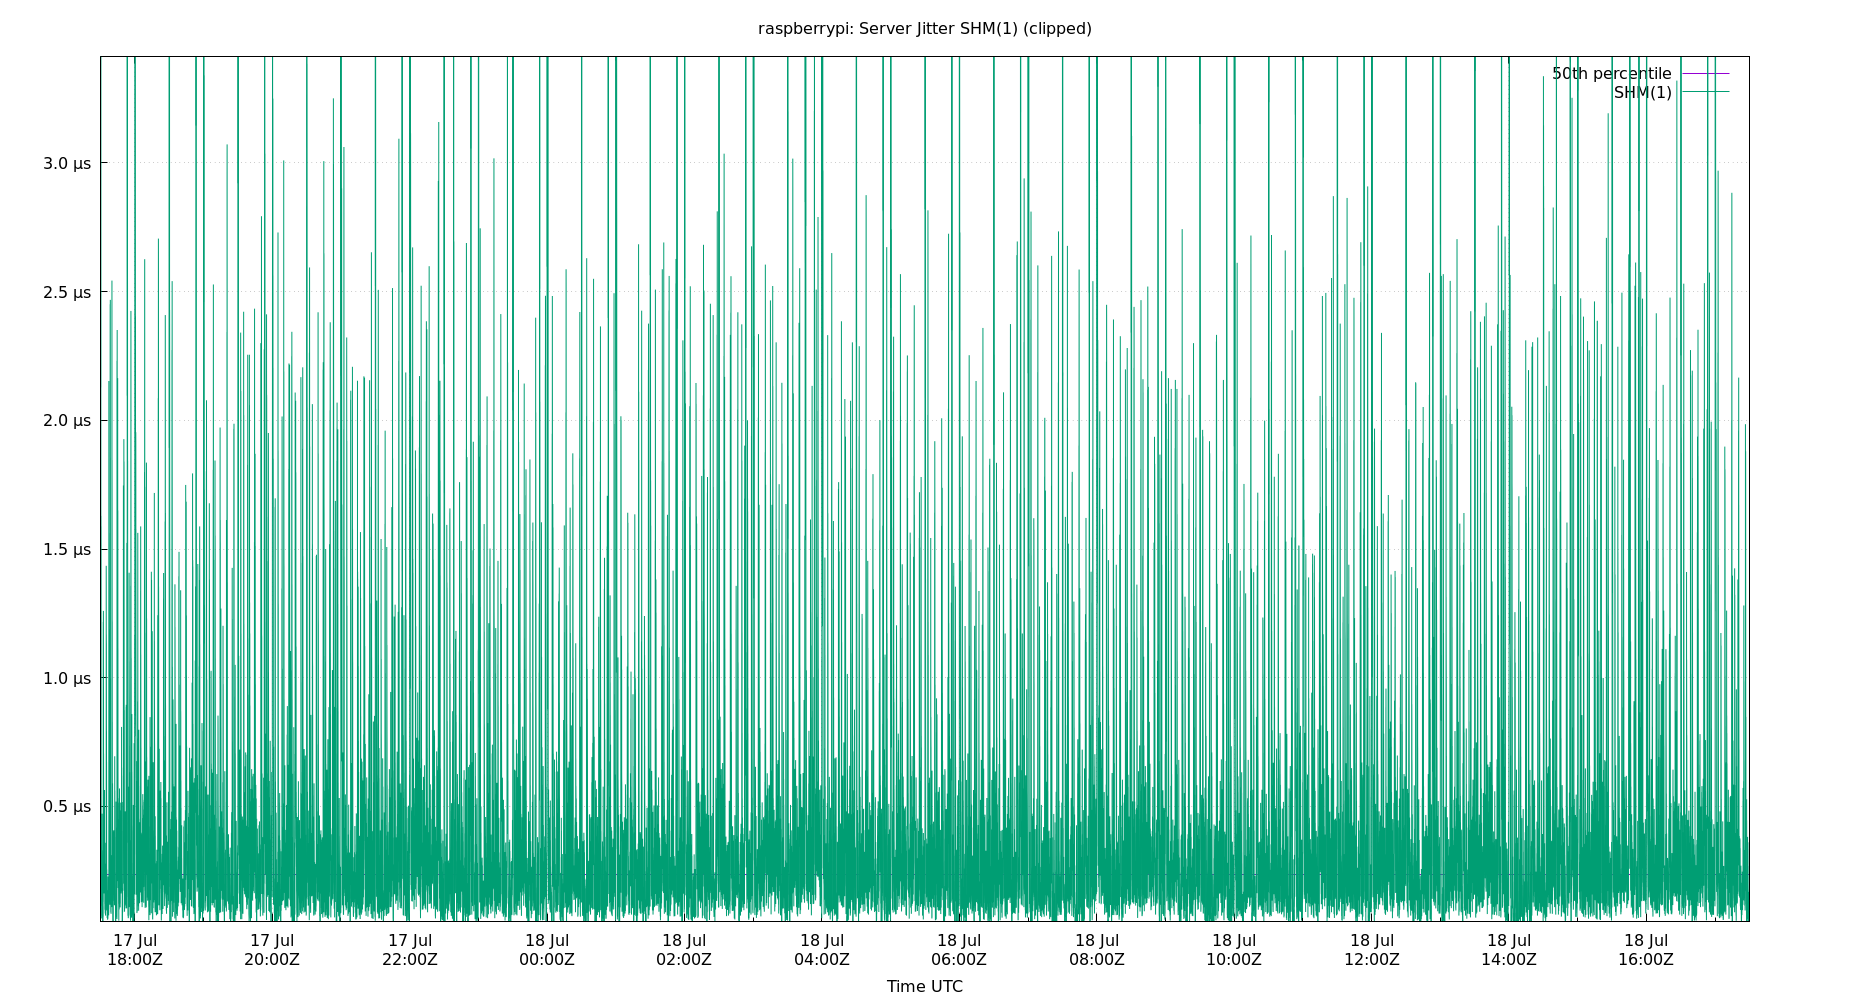 raspberrypi: Server Jitter SHM(1) (clipped)
50th percentile
SHM(1)
3.0 µs
2.5 µs
2.0 µs
1.5 µs
1.0 µs
0.5 µs
17 Jul 17 Jul 17 Jul 18 Jul 18 Jul 18 Jul 18 Jul 18 Jul 18 Jul 18 Jul 18 Jul 18 Jul
18:00Z 20:00Z 22:00Z 00:00Z 02:00Z 04:00Z 06:00Z 08:00Z 10:00Z 12:00Z 14:00Z 16:00Z
Time UTC